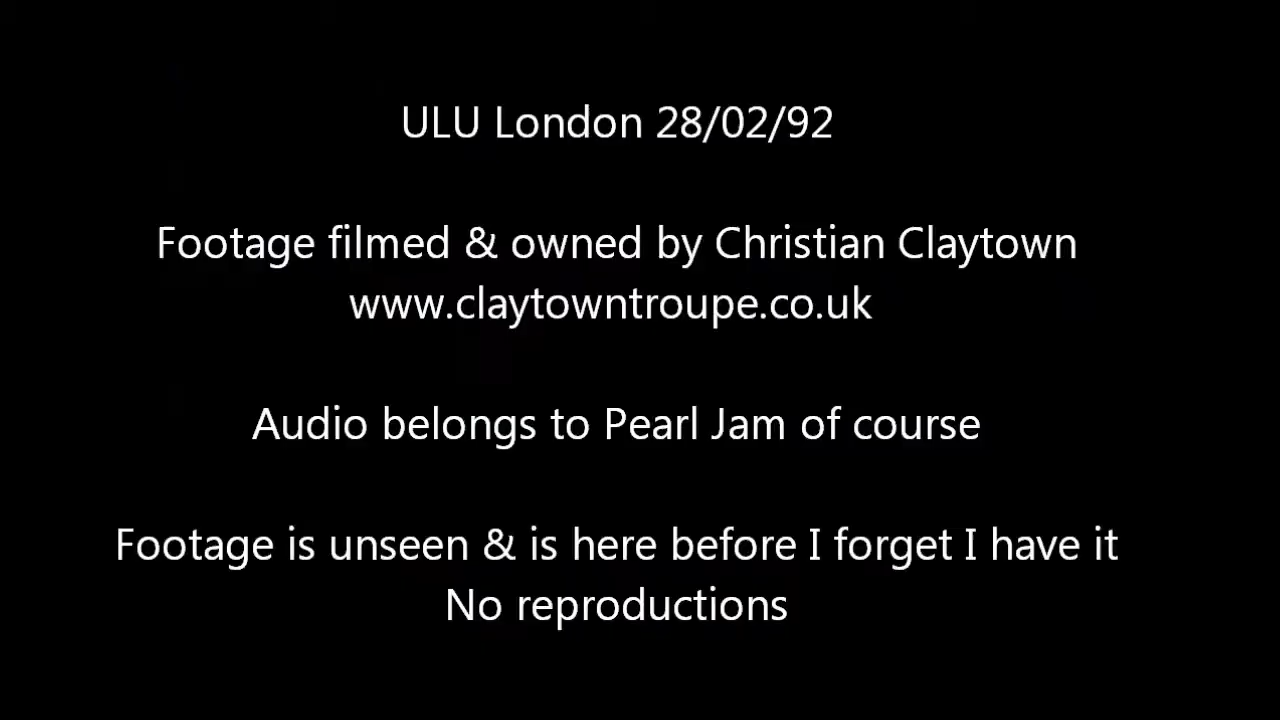 ULU London 28/02/92
Footage filmed & owned by Christian Claytown
www.claytowntroupe.co.uk
Audio belongs to Pearl Jam of course
Footage is unseen & is here before I forget I have it
No reproductions